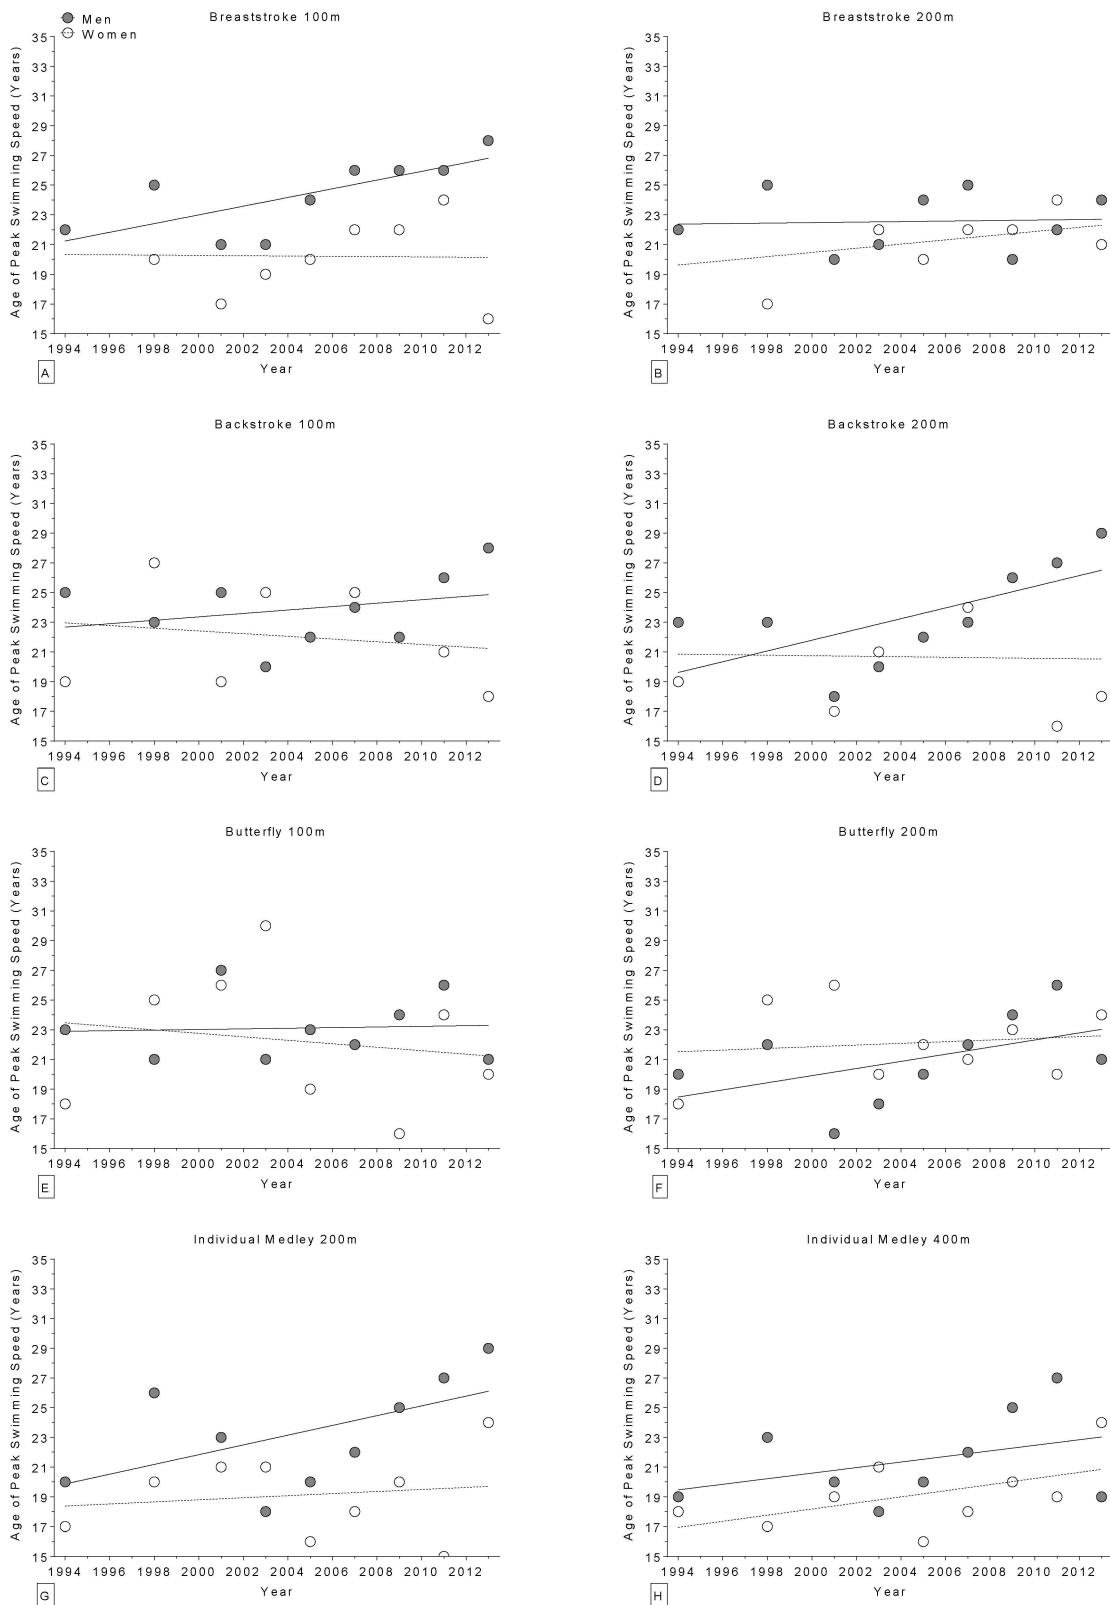 Men
Women
Breaststroke 100m
Age of Peak Swimming Speed (Years)
35
33
31
29
27
25
23
21
19
17
15
1994 1996 1998 2000 2002 2004 2006 2008 2010 2012
Year
A
Breaststroke 200m
Age of Peak Swimming Speed (Years)
35
33
31
29
27
25
23
21
19
17
15
1994 1996 1998 2000 2002 2004 2006 2008 2010 2012
Year
B
Backstroke 100m
Age of Peak Swimming Speed (Years)
35
33
31
29
27
25
23
21
19
17
15
1994 1996 1998 2000 2002 2004 2006 2008 2010 2012
Year
C
Backstroke 200m
Age of Peak Swimming Speed (Years)
35
33
31
29
27
25
23
21
19
17
15
1994 1996 1998 2000 2002 2004 2006 2008 2010 2012
Year
D
Butterfly 100m
Age of Peak Swimming Speed (Years)
35
33
31
29
27
25
23
21
19
17
15
1994 1996 1998 2000 2002 2004 2006 2008 2010 2012
Year
E
Butterfly 200m
Age of Peak Swimming Speed (Years)
35
33
31
29
27
25
23
21
19
17
15
1994 1996 1998 2000 2002 2004 2006 2008 2010 2012
Year
F
Individual Medley 200m
Age of Peak Swimming Speed (Years)
35
33
31
29
27
25
23
21
19
17
15
1994 1996 1998 2000 2002 2004 2006 2008 2010 2012
Year
G
Individual Medley 400m
Age of Peak Swimming Speed (Years)
35
33
31
29
27
25
23
21
19
17
15
1994 1996 1998 2000 2002 2004 2006 2008 2010 2012
Year
H